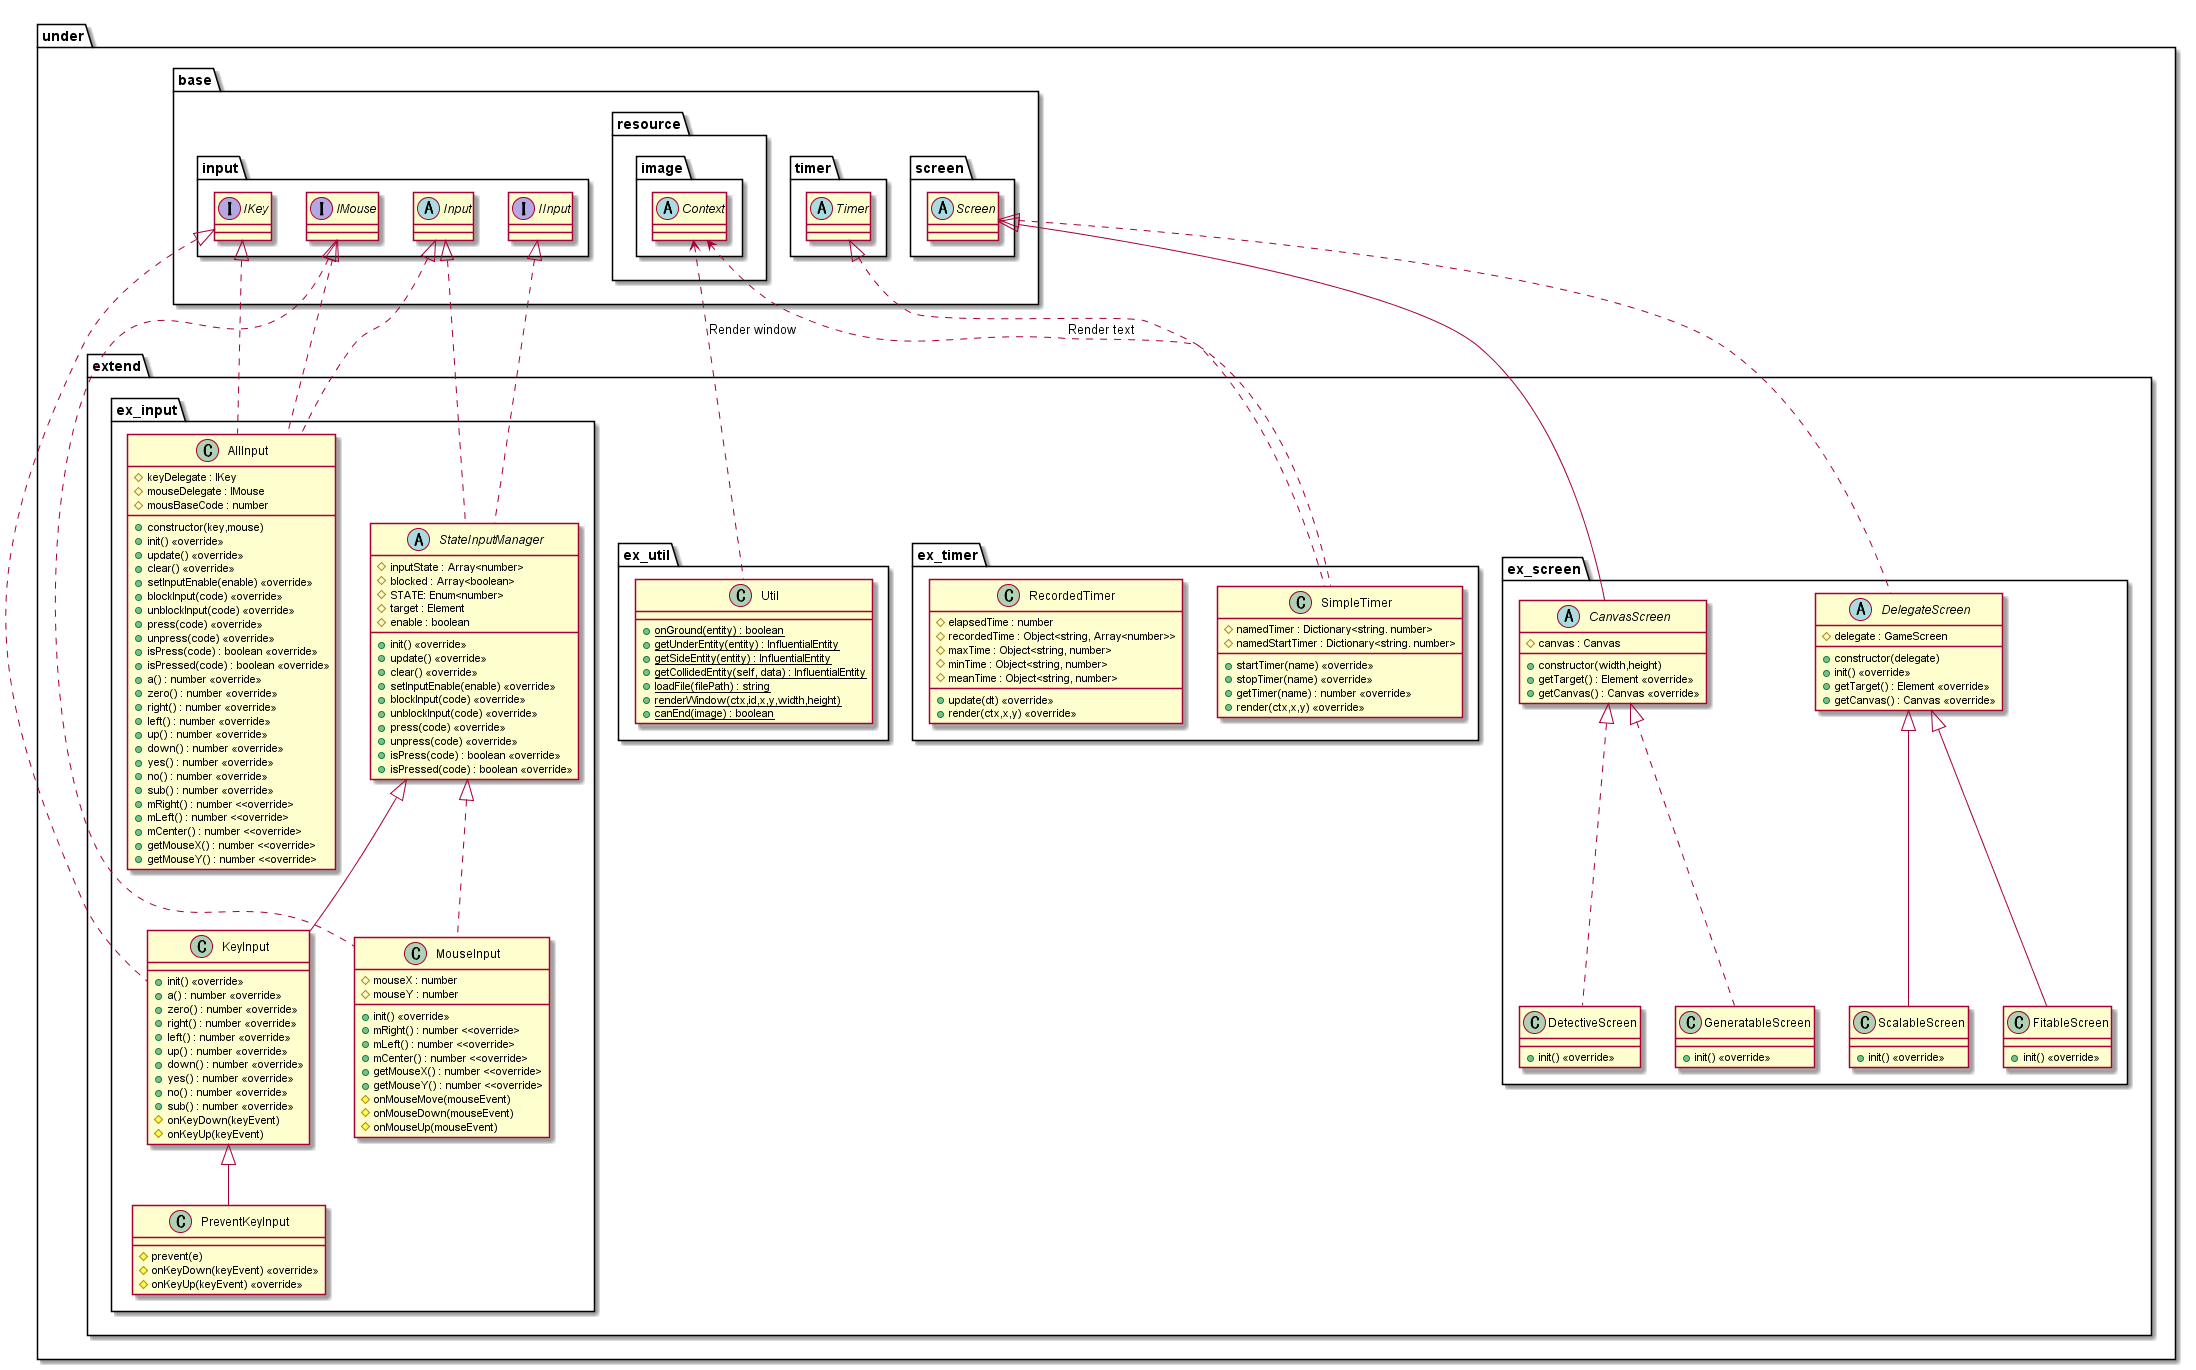 under
base
resource
input
image
timer
screen
I IKey
I IMouse
A Input
I IInput
A Context
A Timer
A Screen
Render window
Render text
extend
ex_input
C AllInput
keyDelegate : IKey
mouseDelegate : IMouse
mousBaseCode : number
constructor(key,mouse)
init() «override»
update() «override»
clear() «override»
setInputEnable(enable) «override»
blockInput(code) «override»
unblockInput(code) «override»
press(code) «override»
unpress(code) «override»
isPress(code) : boolean «override»
isPressed(code) : boolean «override»
a() : number «override»
zero() : number «override»
right() : number «override»
left() : number «override»
up() : number «override»
down() : number «override»
yes() : number «override»
no() : number «override»
sub() : number «override»
mRight() : number <<override>
mLeft() : number <<override>
mCenter() : number <<override>
getMouseX() : number <<override>
getMouseY() : number <<override>
A StateInputManager
inputState : Array<number>
blocked : Array<boolean>
STATE: Enum<number>
target : Element
enable : boolean
init() «override»
update() «override»
clear() «override»
setInputEnable(enable) «override»
blockInput(code) «override»
unblockInput(code) «override»
press(code) «override»
unpress(code) «override»
isPress(code) : boolean «override»
isPressed(code) : boolean «override»
ex_util
C Util
onGround(entity) : boolean
getUnderEntity(entity) : InfluentialEntity
getSideEntity(entity) : InfluentialEntity
getCollidedEntity(self, data) : InfluentialEntity
loadFile(filePath) : string
renderWindow(ctx,id,x,y,width,height)
canEnd(image) : boolean
ex_timer
C RecordedTimer
elapsedTime : number
recordedTime : Object<string, Array<number>>
maxTime : Object<string, number>
minTime : Object<string, number>
meanTime : Object<string, number>
update(dt) «override»
render(ctx,x,y) «override»
C SimpleTimer
namedTimer : Dictionary<string. number>
namedStartTimer : Dictionary<string. number>
startTimer(name) «override»
stopTimer(name) «override»
getTimer(name) : number «override»
render(ctx,x,y) «override»
ex_screen
A CanvasScreen
canvas : Canvas
constructor(width,height)
getTarget() : Element «override»
getCanvas() : Canvas «override»
A DelegateScreen
delegate : GameScreen
constructor(delegate)
init() «override»
getTarget() : Element «override»
getCanvas() : Canvas «override»
C KeyInput
init() «override»
a() : number «override»
zero() : number «override»
right() : number «override»
left() : number «override»
up() : number «override»
down() : number «override»
yes() : number «override»
no() : number «override»
sub() : number «override»
onKeyDown(keyEvent)
onKeyUp(keyEvent)
C MouseInput
mouseX : number
mouseY : number
init() «override»
mRight() : number <<override>
mLeft() : number <<override>
mCenter() : number <<override>
getMouseX() : number <<override>
getMouseY() : number <<override>
onMouseMove(mouseEvent)
onMouseDown(mouseEvent)
onMouseUp(mouseEvent)
C DetectiveScreen
init() «override»
C GeneratableScreen
init() «override»
C ScalableScreen
init() «override»
C FitableScreen
init() «override»
C PreventKeyInput
prevent(e)
onKeyDown(keyEvent) «override»
onKeyUp(keyEvent) «override»